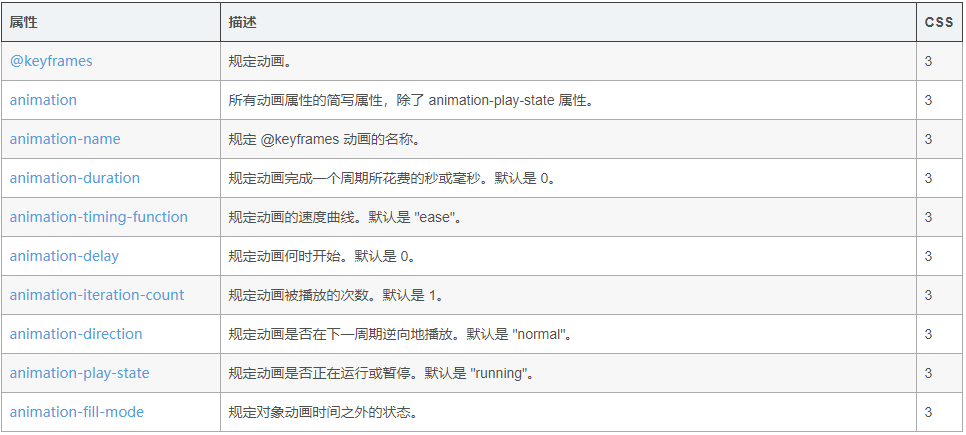 属性 描述 CSS
@keyframes 规定动画。 3
animation 所有动画属性的简写属性，除了 animation-play-state 属性。 3
animation-name 规定 @keyframes 动画的名称。 3
animation-duration 规定动画完成一个周期所花费的秒或毫秒。默认是 0。 3
animation-timing-function 规定动画的速度曲线。默认是 "ease"。 3
animation-delay 规定动画何时开始。默认是 0。 3
animation-iteration-count 规定动画被播放的次数。默认是 1。 3
animation-direction 规定动画是否在下一周期逆向地播放。默认是 "normal"。 3
animation-play-state 规定动画是否正在运行或暂停。默认是 "running"。 3
animation-fill-mode 规定对象动画时间之外的状态。 3